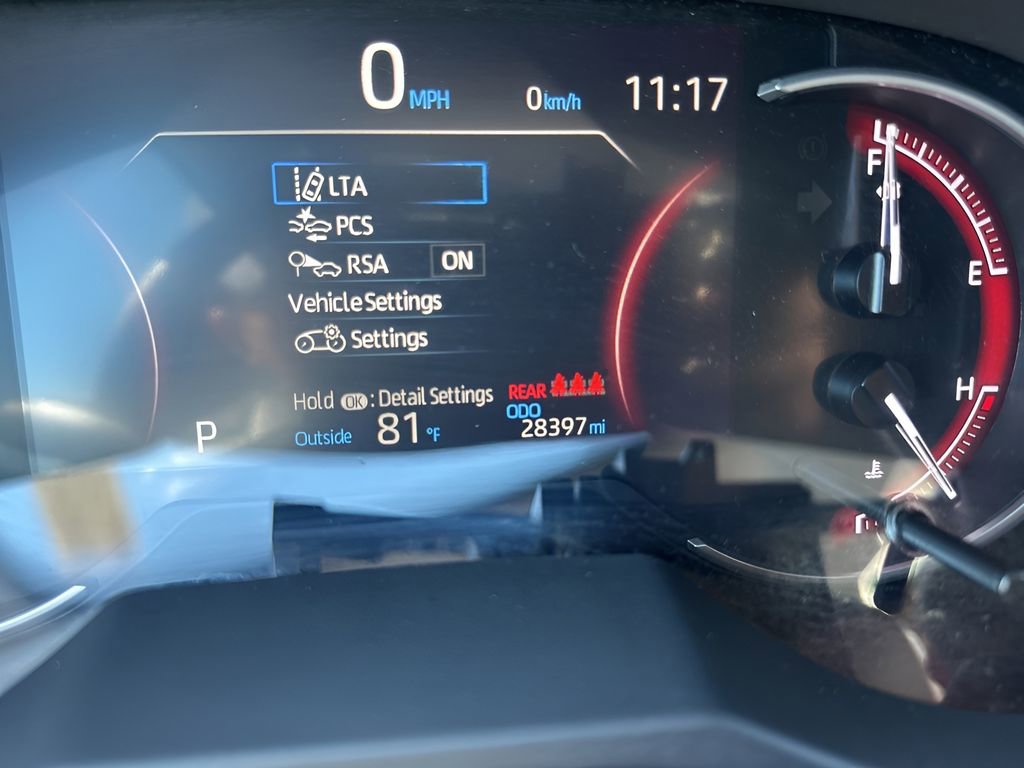 0 MPH 0 km/h 11:17
LTA
PCS
RSA ON
Vehicle Settings
Settings
Hold OK : Detail Settings
REAR
ODO
P Outside 81 °F 28397 mi
F
E
H